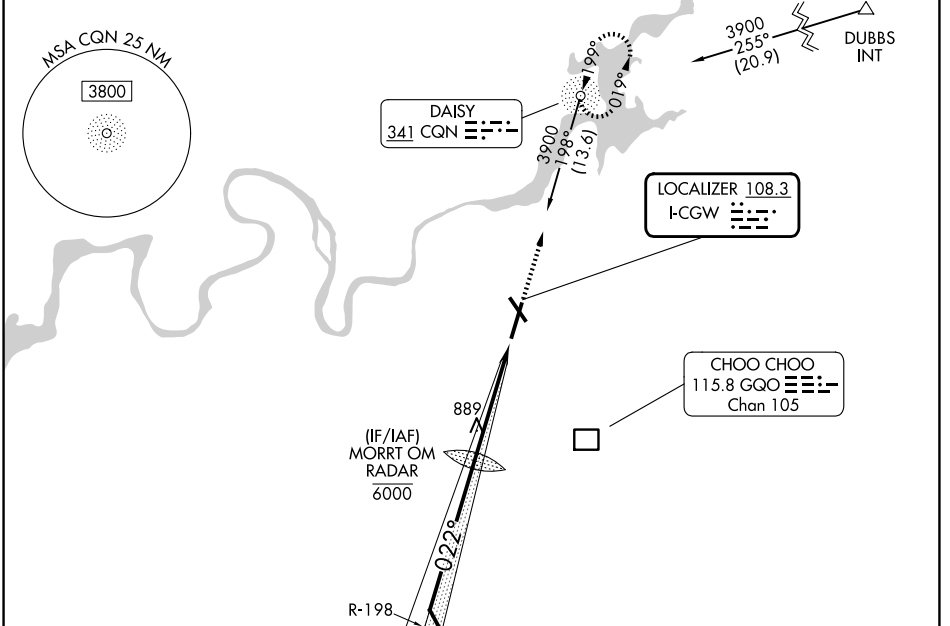 MSA CQN 25 NM
3800
DAISY
341 CQN
199°
019°
3900
198°
(13.6)
3900
255°
(20.9)
DUBBS
INT
LOCALIZER 108.3
I-CGW
CHOO CHOO
115.8 GQO
Chan 105
889
(IF/IAF)
MORRT OM
RADAR
6000
022°
R-198